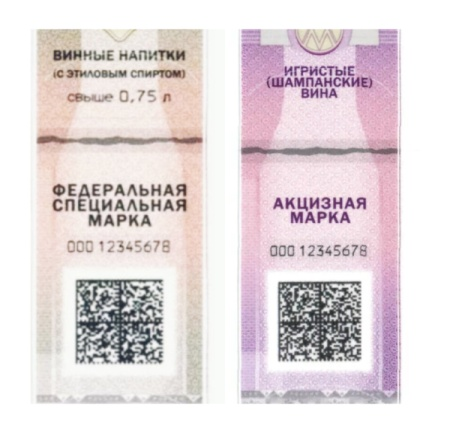 ВИННЫЕ НАПИТКИ
(С ЭТИЛОВЫМ СПИРТОМ)
свыше 0,75 л
ФЕДЕРАЛЬНАЯ
СПЕЦИАЛЬНАЯ
МАРКА
000 12345678
ИГРИСТЫЕ
(ШАМПАНСКИЕ)
ВИНА
АКЦИЗНАЯ
МАРКА
000 12345678